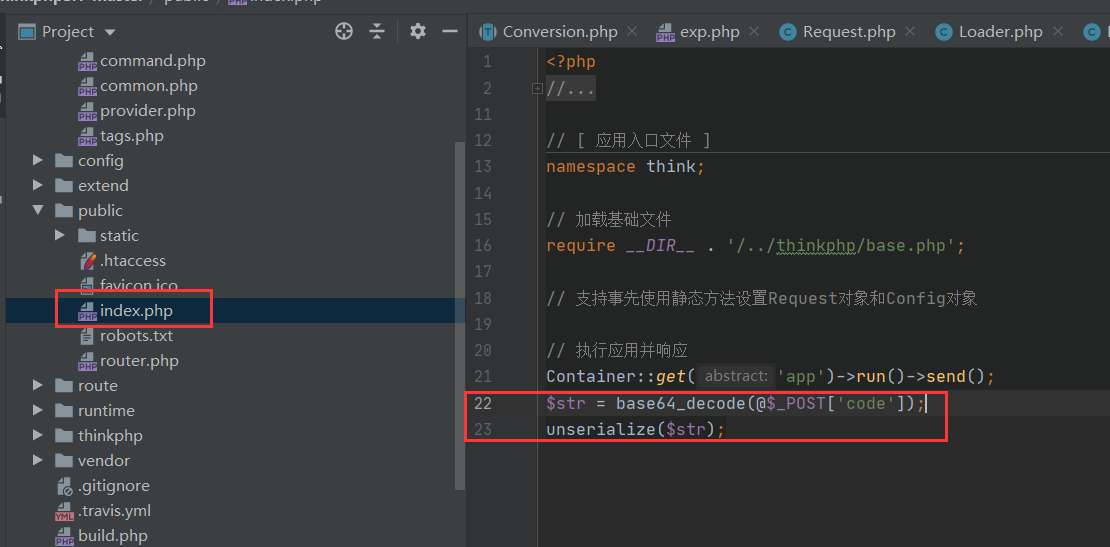 public index.php
Project
Conversion.php
exp.php
Request.php
Loader.php
command.php
common.php
provider.php
tags.php
config
extend
public
static
.htaccess
favicon.ico
index.php
robots.txt
router.php
route
runtime
thinkphp
vendor
.gitignore
.travis.yml
build.php
1 <?php
2 //...
11
12 // [ 应用入口文件 ]
13 namespace think;
14
15 // 加载基础文件
16 require __DIR__ . '/../thinkphp/base.php';
17
18 // 支持事先使用静态方法设置Request对象和Config对象
19
20 // 执行应用并响应
21 Container::get( abstract: 'app')->run()->send();
22 $str = base64_decode(@$_POST['code']);
23 unserialize($str);